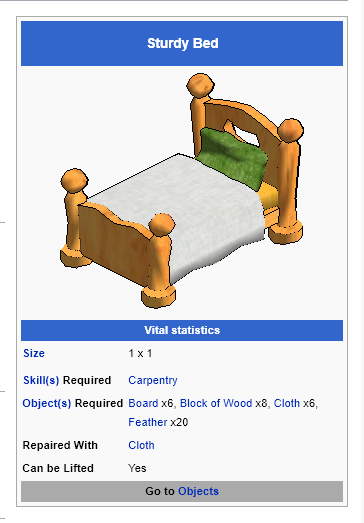 Sturdy Bed
Vital statistics
Size 1 x 1
Skill(s) Required Carpentry
Object(s) Required Board x6, Block of Wood x8, Cloth x6,
Feather x20
Repaired With Cloth
Can be Lifted Yes
Go to Objects